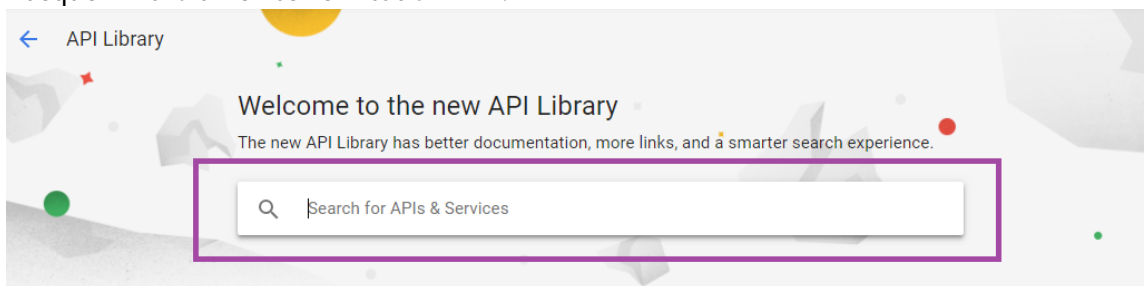 API Library
Welcome to the new API Library
The new API Library has better documentation, more links, and a smarter search experience.
Search for APIs & Services